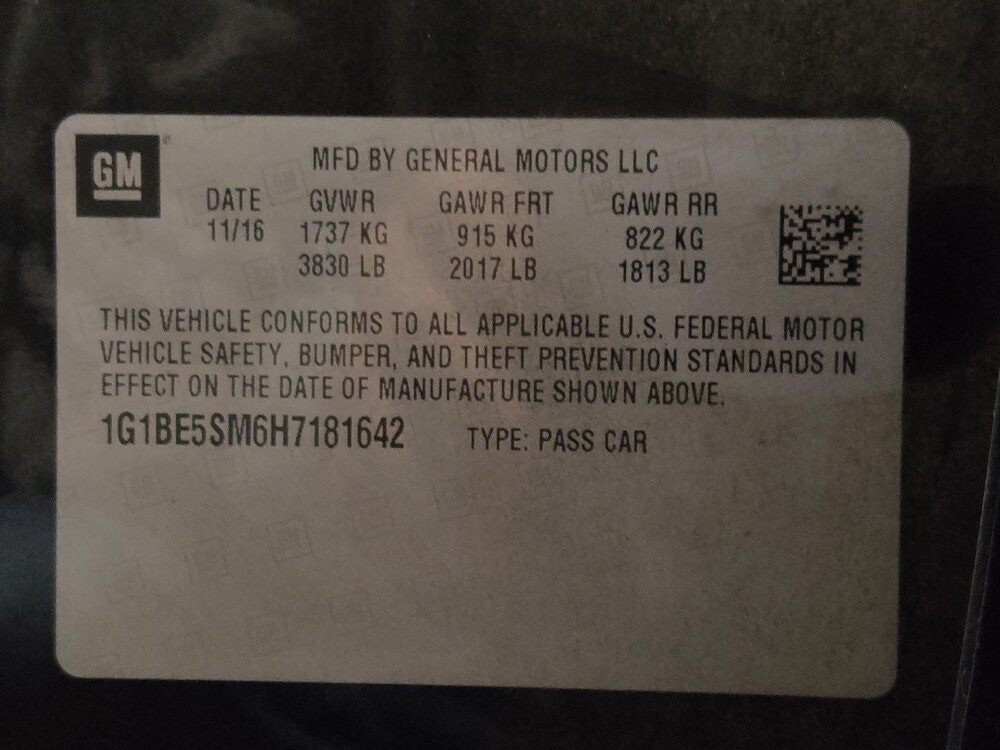 GM
MFD BY GENERAL MOTORS LLC
DATE GVWR GAWR FRT GAWR RR
11/16 1737 KG 915 KG 822 KG
3830 LB 2017 LB 1813 LB
THIS VEHICLE CONFORMS TO ALL APPLICABLE U.S. FEDERAL MOTOR
VEHICLE SAFETY, BUMPER, AND THEFT PREVENTION STANDARDS IN
EFFECT ON THE DATE OF MANUFACTURE SHOWN ABOVE.
1G1BE5SM6H7181642 TYPE: PASS CAR